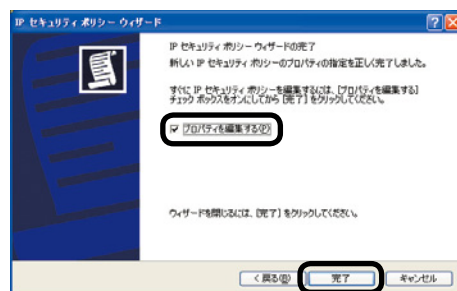 IP セキュリティ ポリシー ウィザード
IP セキュリティ ポリシー ウィザードの完了
新しい IP セキュリティ ポリシーのプロパティの指定を正しく完了しました。
すぐに IP セキュリティ ポリシーを編集するには、[プロパティを編集する]
チェック ボックスをオンにしてから [完了] をクリックしてください。
プロパティを編集する(P)
ウィザードを閉じるには、[完了] をクリックしてください。
< 戻る(B)
完了
キャンセル